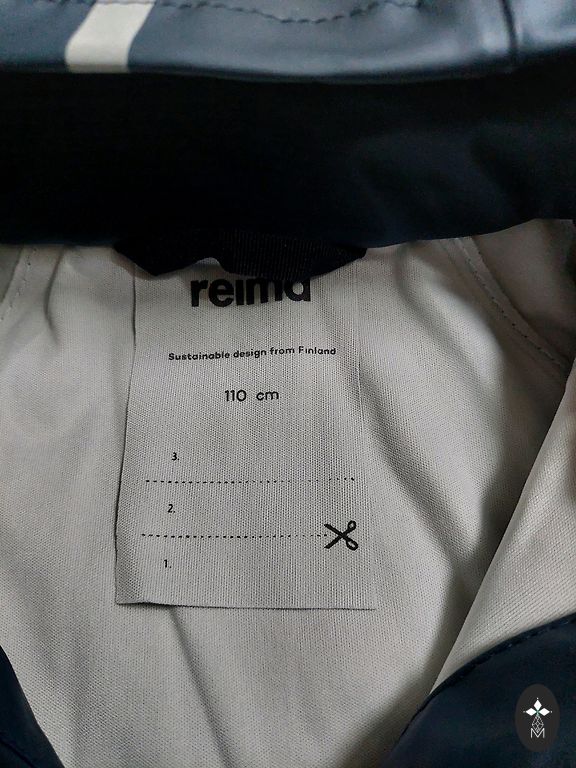 reima
Sustainable design from Finland
110 cm
3.
2.
1.
M